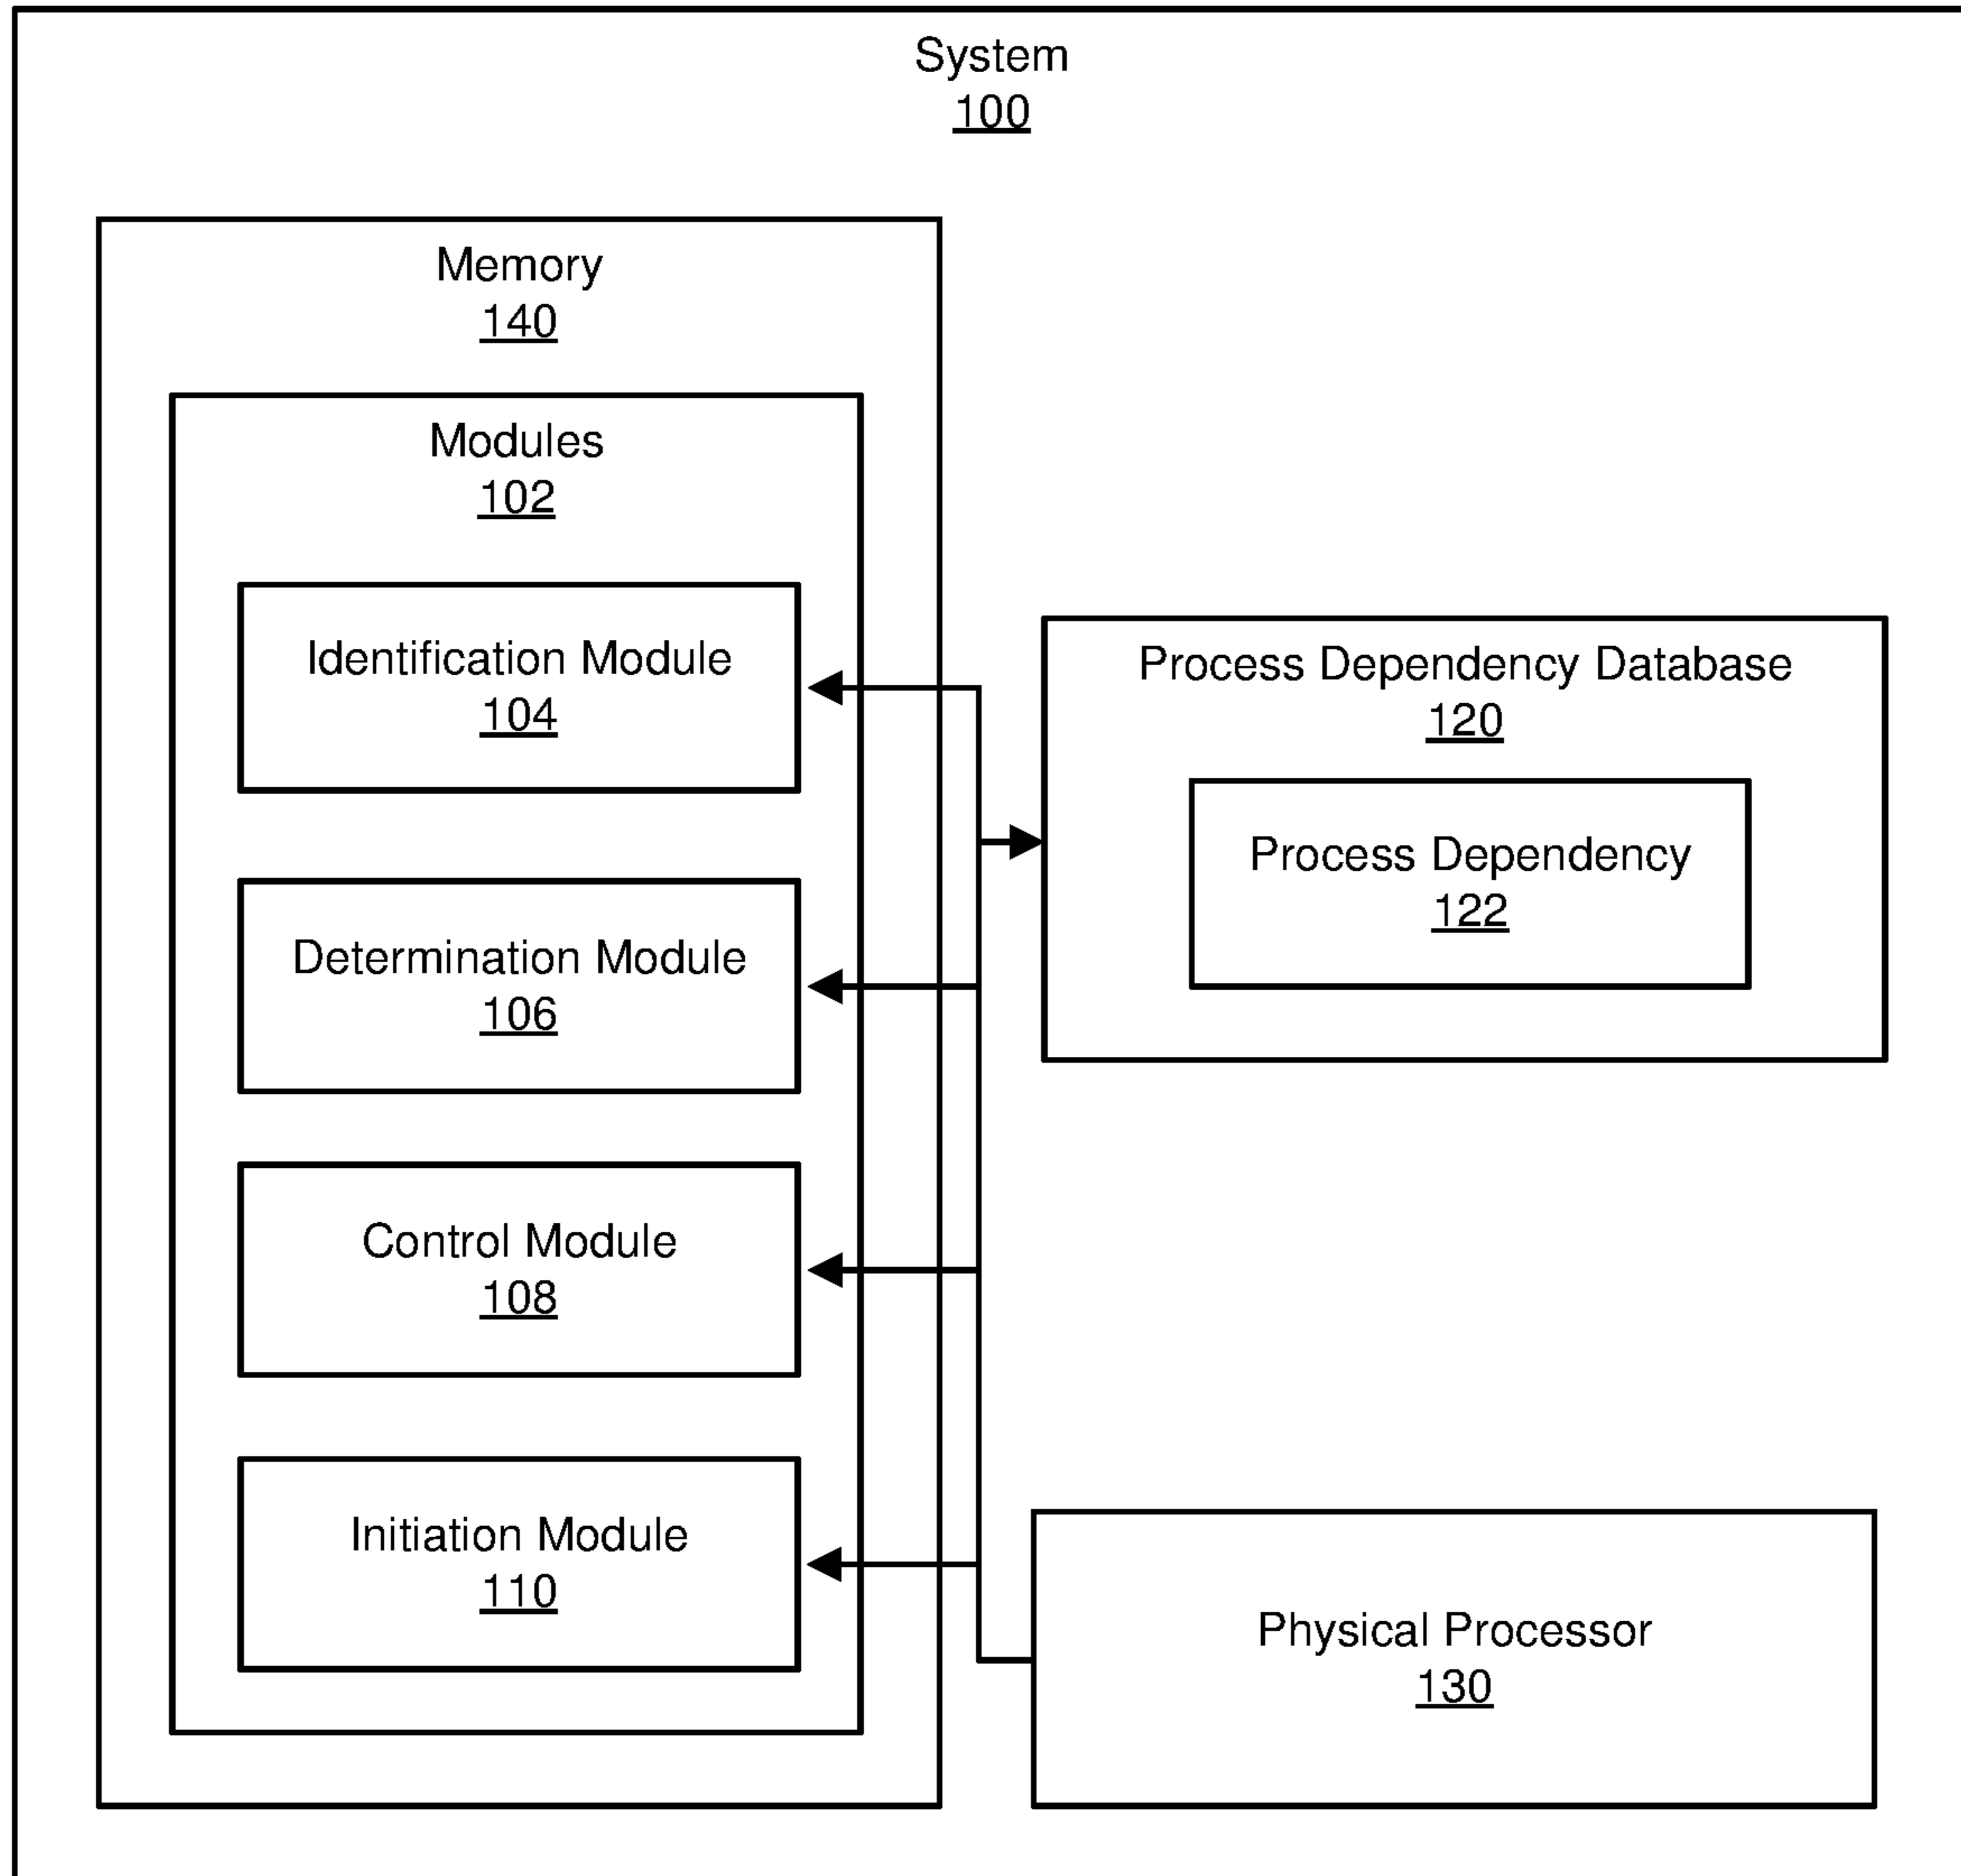 System
100
Memory
140
Modules
102
Identification Module
104
Determination Module
106
Control Module
108
Initiation Module
110
Process Dependency Database
120
Process Dependency
122
Physical Processor
130